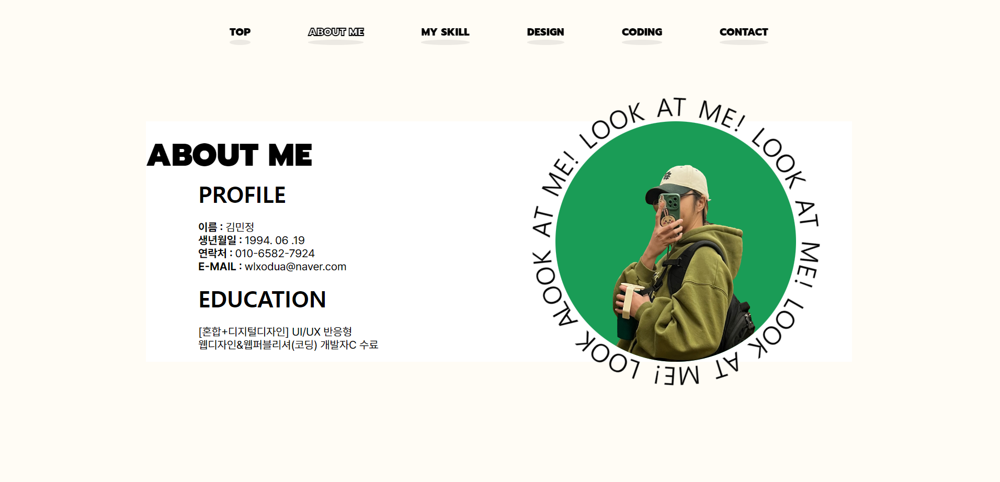 TOP
ABOUT ME
MY SKILL
DESIGN
CODING
CONTACT
ABOUT ME
PROFILE
이름 : 김민정
생년월일 : 1994. 06 .19
연락처 : 010-6582-7924
E-MAIL : wlxodua@naver.com
EDUCATION
[혼합+디지털디자인] UI/UX 반응형
웹디자인&웹퍼블리셔(코딩) 개발자C 수료
LOOK AT ME! LOOK AT ME! LOOK AT ME! LOOK ALOOK AT ME!